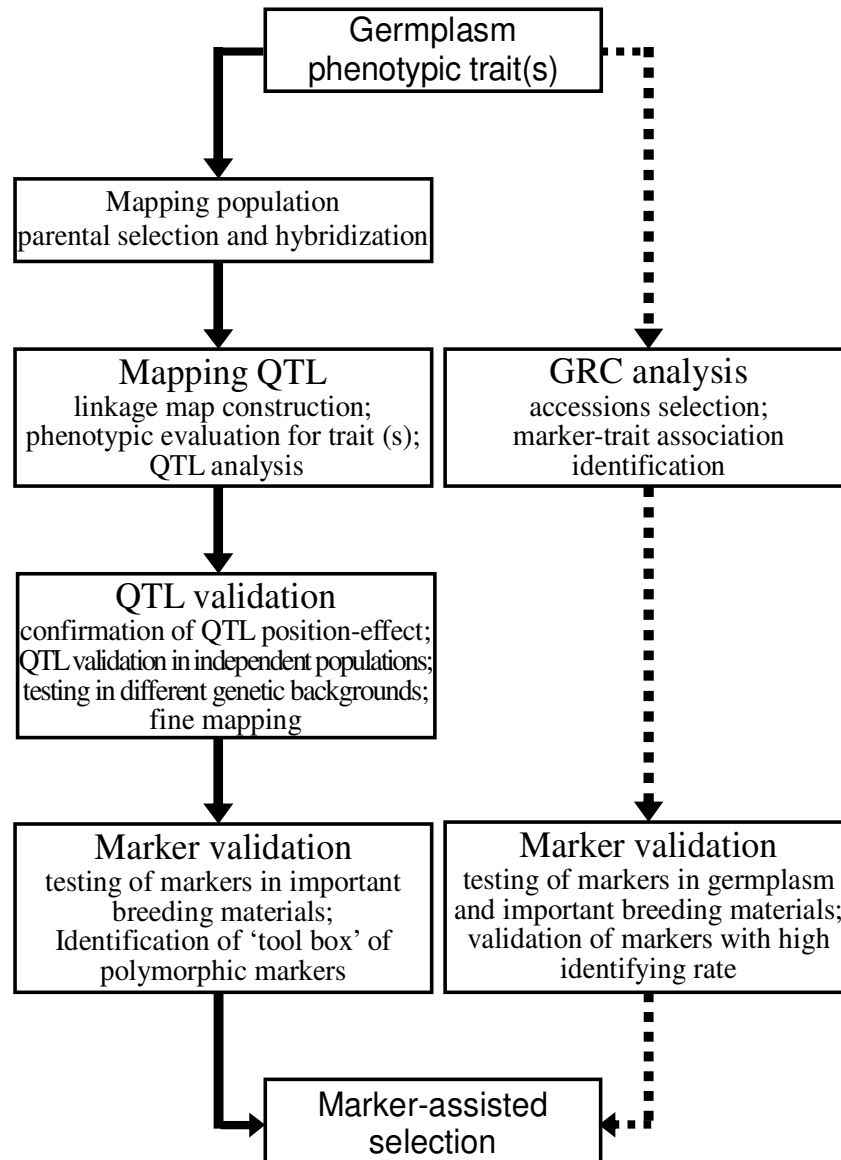 Germplasm
phenotypic trait(s)
Mapping population
parental selection and hybridization
Mapping QTL
linkage map construction;
phenotypic evaluation for trait (s);
QTL analysis
GRC analysis
accessions selection;
marker-trait association
identification
QTL validation
confirmation of QTL position-effect;
QTL validation in independent populations;
testing in different genetic backgrounds;
fine mapping
Marker validation
testing of markers in important
breeding materials;
Identification of ‘tool box’ of
polymorphic markers
Marker validation
testing of markers in germplasm
and important breeding materials;
validation of markers with high
identifying rate
Marker-assisted
selection